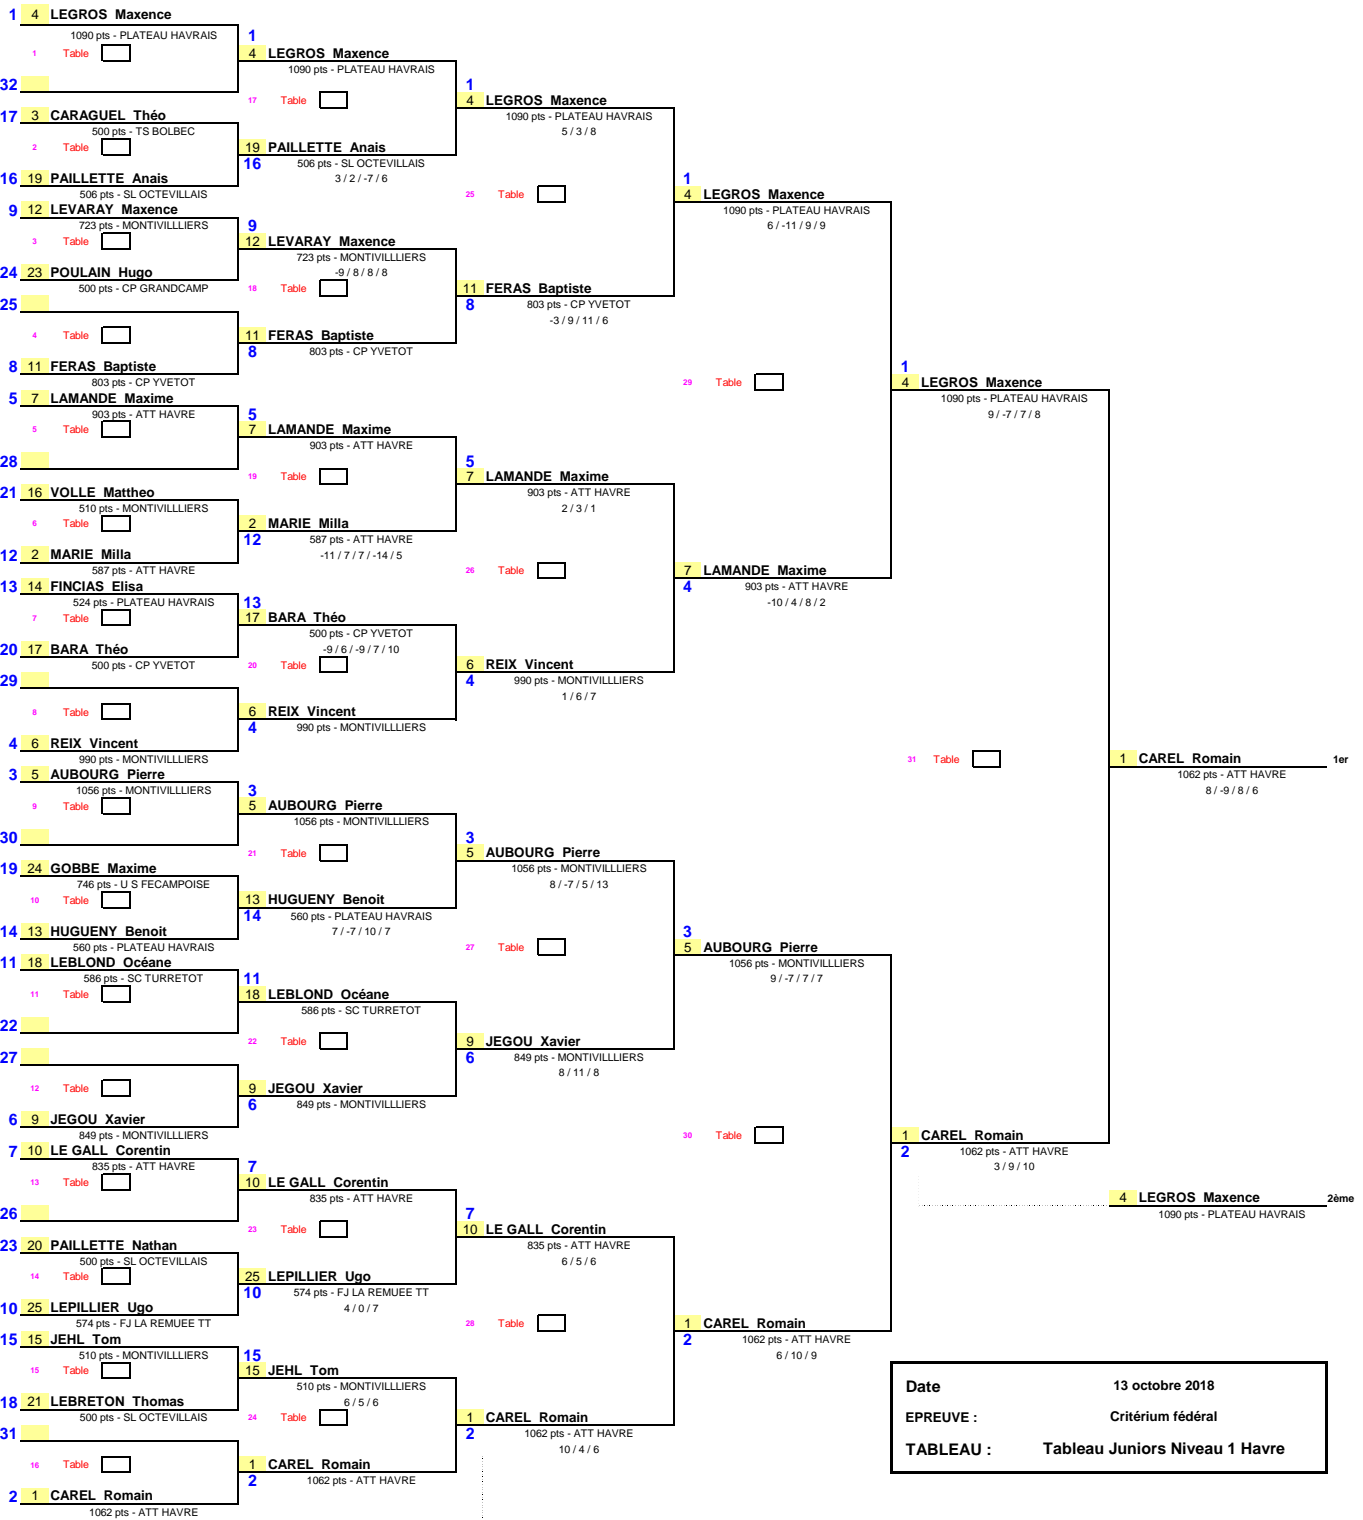 1 4 LEGROS Maxence
1090 pts - PLATEAU HAVRAIS
1 Table
32
17 3 CARAGUEL Théo
500 pts - TS BOLBEC
2 Table
16 19 PAILLETTE Anais
506 pts - SL OCTEVILLAIS
9 12 LEVARAY Maxence
723 pts - MONTIVILLLIERS
3 Table
24 23 POULAIN Hugo
500 pts - CP GRANDCAMP
25
4 Table
8 11 FERAS Baptiste
803 pts - CP YVETOT
5 7 LAMANDE Maxime
903 pts - ATT HAVRE
5 Table
28
21 16 VOLLE Mattheo
510 pts - MONTIVILLLIERS
6 Table
12 2 MARIE Milla
587 pts - ATT HAVRE
13 14 FINCIAS Elisa
524 pts - PLATEAU HAVRAIS
7 Table
20 17 BARA Théo
500 pts - CP YVETOT
29
8 Table
4 6 REIX Vincent
990 pts - MONTIVILLLIERS
3 5 AUBOURG Pierre
1056 pts - MONTIVILLLIERS
9 Table
30
19 24 GOBBE Maxime
746 pts - U S FECAMPOISE
10 Table
14 13 HUGUENY Benoit
560 pts - PLATEAU HAVRAIS
11 18 LEBLOND Océane
586 pts - SC TURRETOT
11 Table
22
27
12 Table
6 9 JEGOU Xavier
849 pts - MONTIVILLLIERS
7 10 LE GALL Corentin
835 pts - ATT HAVRE
13 Table
26
23 20 PAILLETTE Nathan
500 pts - SL OCTEVILLAIS
14 Table
10 25 LEPILLIER Ugo
574 pts - FJ LA REMUEE TT
15 15 JEHL Tom
510 pts - MONTIVILLLIERS
15 Table
18 21 LEBRETON Thomas
500 pts - SL OCTEVILLAIS
31
16 Table
2 1 CAREL Romain
1062 pts - ATT HAVRE
1
4 LEGROS Maxence
1090 pts - PLATEAU HAVRAIS
17 Table
19 PAILLETTE Anais
16 506 pts - SL OCTEVILLAIS
3 / 2 / -7 / 6
9
12 LEVARAY Maxence
723 pts - MONTIVILLLIERS
-9 / 8 / 8 / 8
18 Table
11 FERAS Baptiste
8 803 pts - CP YVETOT
5
7 LAMANDE Maxime
903 pts - ATT HAVRE
19 Table
2 MARIE Milla
12 587 pts - ATT HAVRE
-11 / 7 / 7 / -14 / 5
13
17 BARA Théo
500 pts - CP YVETOT
-9 / 6 / -9 / 7 / 10
20 Table
6 REIX Vincent
4 990 pts - MONTIVILLLIERS
3
5 AUBOURG Pierre
1056 pts - MONTIVILLLIERS
21 Table
13 HUGUENY Benoit
14 560 pts - PLATEAU HAVRAIS
7 / -7 / 10 / 7
11
18 LEBLOND Océane
586 pts - SC TURRETOT
22 Table
9 JEGOU Xavier
6 849 pts - MONTIVILLLIERS
7
10 LE GALL Corentin
835 pts - ATT HAVRE
23 Table
25 LEPILLIER Ugo
10 574 pts - FJ LA REMUEE TT
4 / 0 / 7
15
15 JEHL Tom
510 pts - MONTIVILLLIERS
6 / 5 / 6
24 Table
1 CAREL Romain
2 1062 pts - ATT HAVRE
1
4 LEGROS Maxence
1090 pts - PLATEAU HAVRAIS
5 / 3 / 8
25 Table
11 FERAS Baptiste
8 803 pts - CP YVETOT
-3 / 9 / 11 / 6
5
7 LAMANDE Maxime
903 pts - ATT HAVRE
2 / 3 / 1
26 Table
6 REIX Vincent
4 990 pts - MONTIVILLLIERS
1 / 6 / 7
3
5 AUBOURG Pierre
1056 pts - MONTIVILLLIERS
8 / -7 / 5 / 13
27 Table
9 JEGOU Xavier
6 849 pts - MONTIVILLLIERS
8 / 11 / 8
7
10 LE GALL Corentin
835 pts - ATT HAVRE
6 / 5 / 6
28 Table
1 CAREL Romain
2 1062 pts - ATT HAVRE
10 / 4 / 6
1
4 LEGROS Maxence
1090 pts - PLATEAU HAVRAIS
6 / -11 / 9 / 9
29 Table
7 LAMANDE Maxime
4 903 pts - ATT HAVRE
-10 / 4 / 8 / 2
3
5 AUBOURG Pierre
1056 pts - MONTIVILLLIERS
9 / -7 / 7 / 7
30 Table
1 CAREL Romain
2 1062 pts - ATT HAVRE
6 / 10 / 9
1
4 LEGROS Maxence
1090 pts - PLATEAU HAVRAIS
9 / -7 / 7 / 8
31 Table
1 CAREL Romain
2 1062 pts - ATT HAVRE
3 / 9 / 10
1 CAREL Romain 1er
1062 pts - ATT HAVRE
8 / -9 / 8 / 6
4 LEGROS Maxence 2ème
1090 pts - PLATEAU HAVRAIS
Date 13 octobre 2018
EPREUVE : Critérium fédéral
TABLEAU : Tableau Juniors Niveau 1 Havre